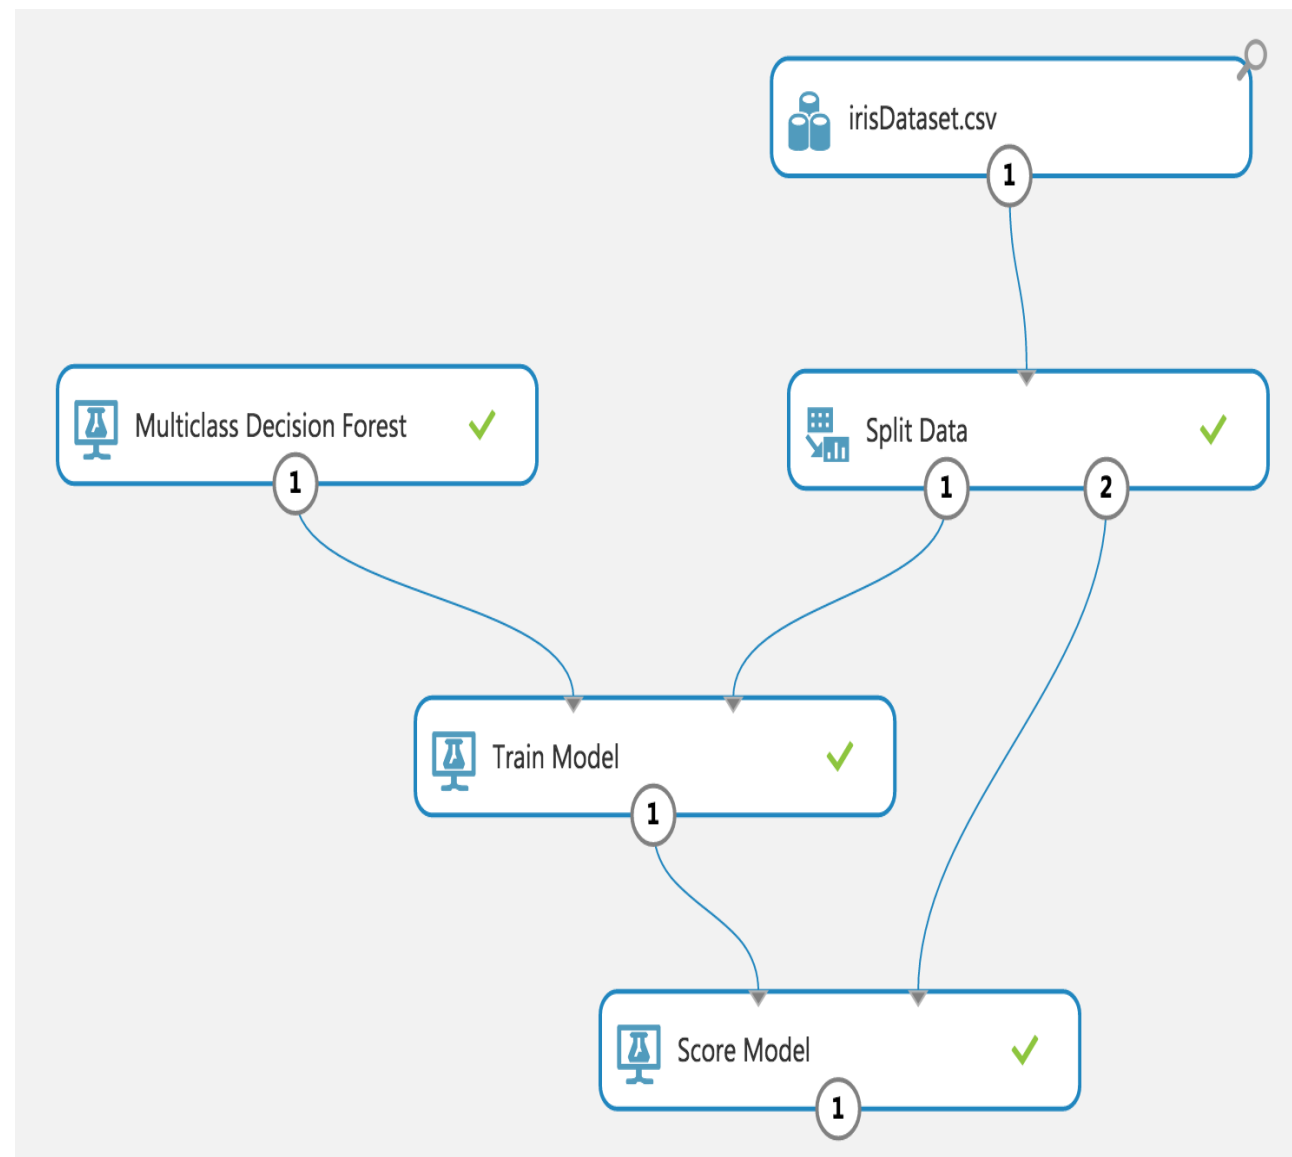 irisDataset.csv
1
Multiclass Decision Forest
1
Split Data
1
2
Train Model
1
Score Model
1